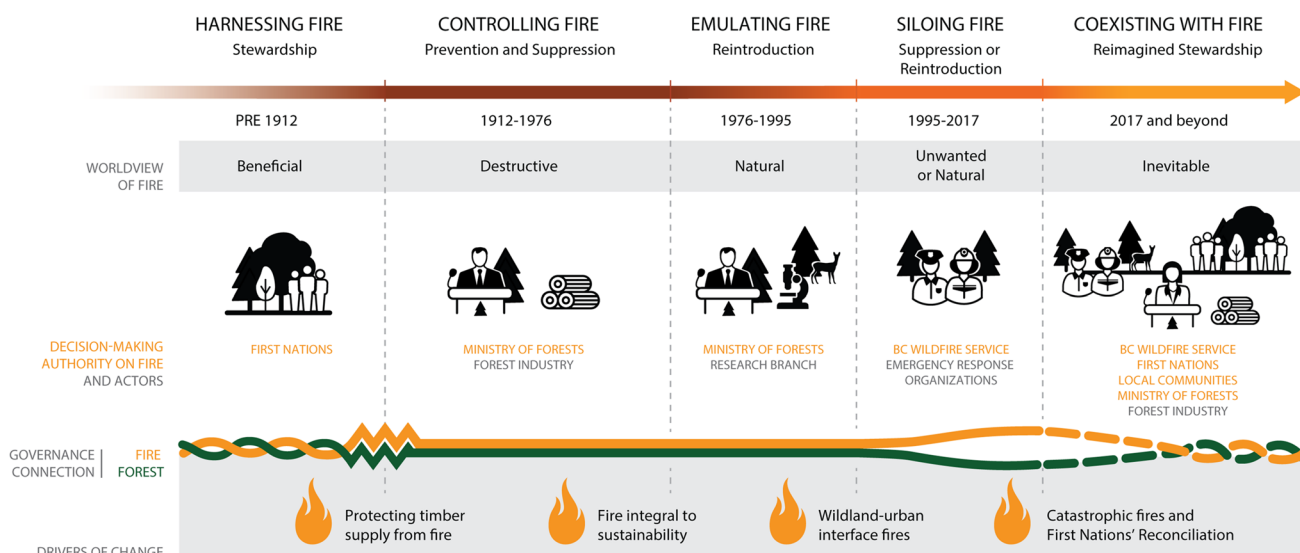 HARNESSING FIRE
Stewardship
CONTROLLING FIRE
Prevention and Suppression
EMULATING FIRE
Reintroduction
SILOING FIRE
Suppression or
Reintroduction
COEXISTING WITH FIRE
Reimagined Stewardship
PRE 1912
1912-1976
1976-1995
1995-2017
2017 and beyond
WORLDVIEW
OF FIRE
Beneficial
Destructive
Natural
Unwanted
or Natural
Inevitable
DECISION-MAKING
AUTHORITY ON FIRE
AND ACTORS
FIRST NATIONS
MINISTRY OF FORESTS
FOREST INDUSTRY
MINISTRY OF FORESTS
RESEARCH BRANCH
BC WILDFIRE SERVICE
EMERGENCY RESPONSE
ORGANIZATIONS
BC WILDFIRE SERVICE
FIRST NATIONS
LOCAL COMMUNITIES
MINISTRY OF FORESTS
FOREST INDUSTRY
GOVERNANCE
CONNECTION
FIRE
FOREST
Protecting timber
supply from fire
Fire integral to
sustainability
Wildland-urban
interface fires
Catastrophic fires and
First Nations' Reconciliation
DRIVERS OF CHANGE